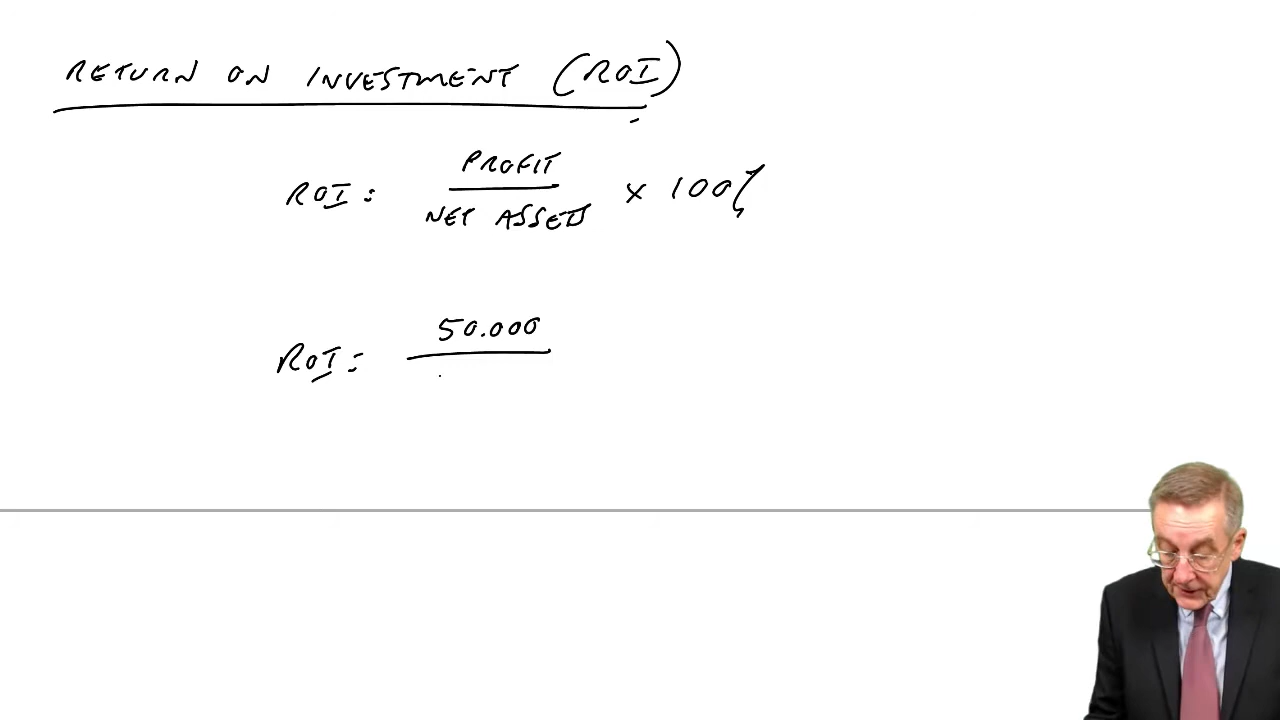 RETURN ON INVESTMENT (ROI)
ROI = PROFIT / NET ASSETS × 100%
ROI = 50.000